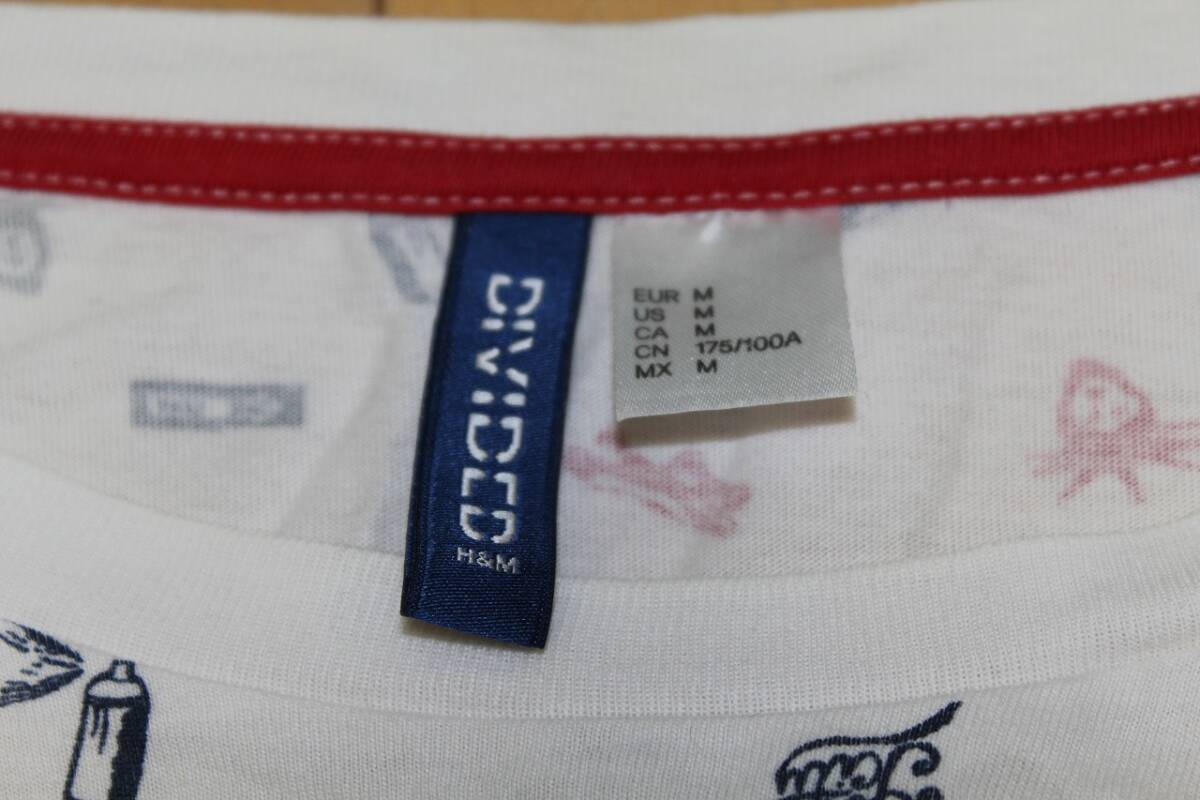 DIVIDED
H&M
EUR M
US M
CA M
CN 175/100A
MX M